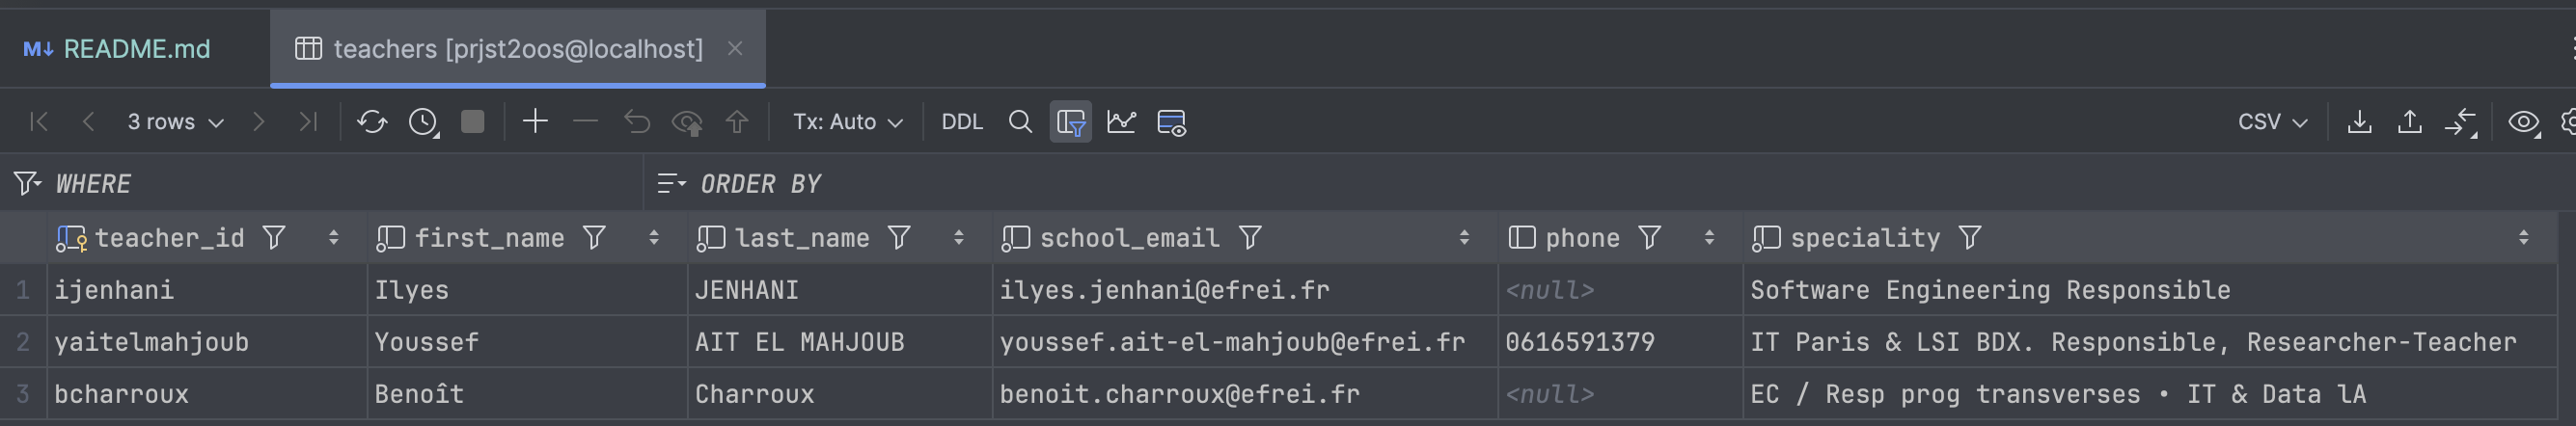 M↓ README.md teachers [prjst2oos@localhost] ×
3 rows Tx: Auto DDL CSV
WHERE ORDER BY
teacher_id first_name last_name school_email phone speciality
1 ijenhani Ilyes JENHANI ilyes.jenhani@efrei.fr <null> Software Engineering Responsible
2 yaitelmahjoub Youssef AIT EL MAHJOUB youssef.ait-el-mahjoub@efrei.fr 0616591379 IT Paris & LSI BDX. Responsible, Researcher-Teacher
3 bcharroux Benoît Charroux benoit.charroux@efrei.fr <null> EC / Resp prog transverses • IT & Data lA